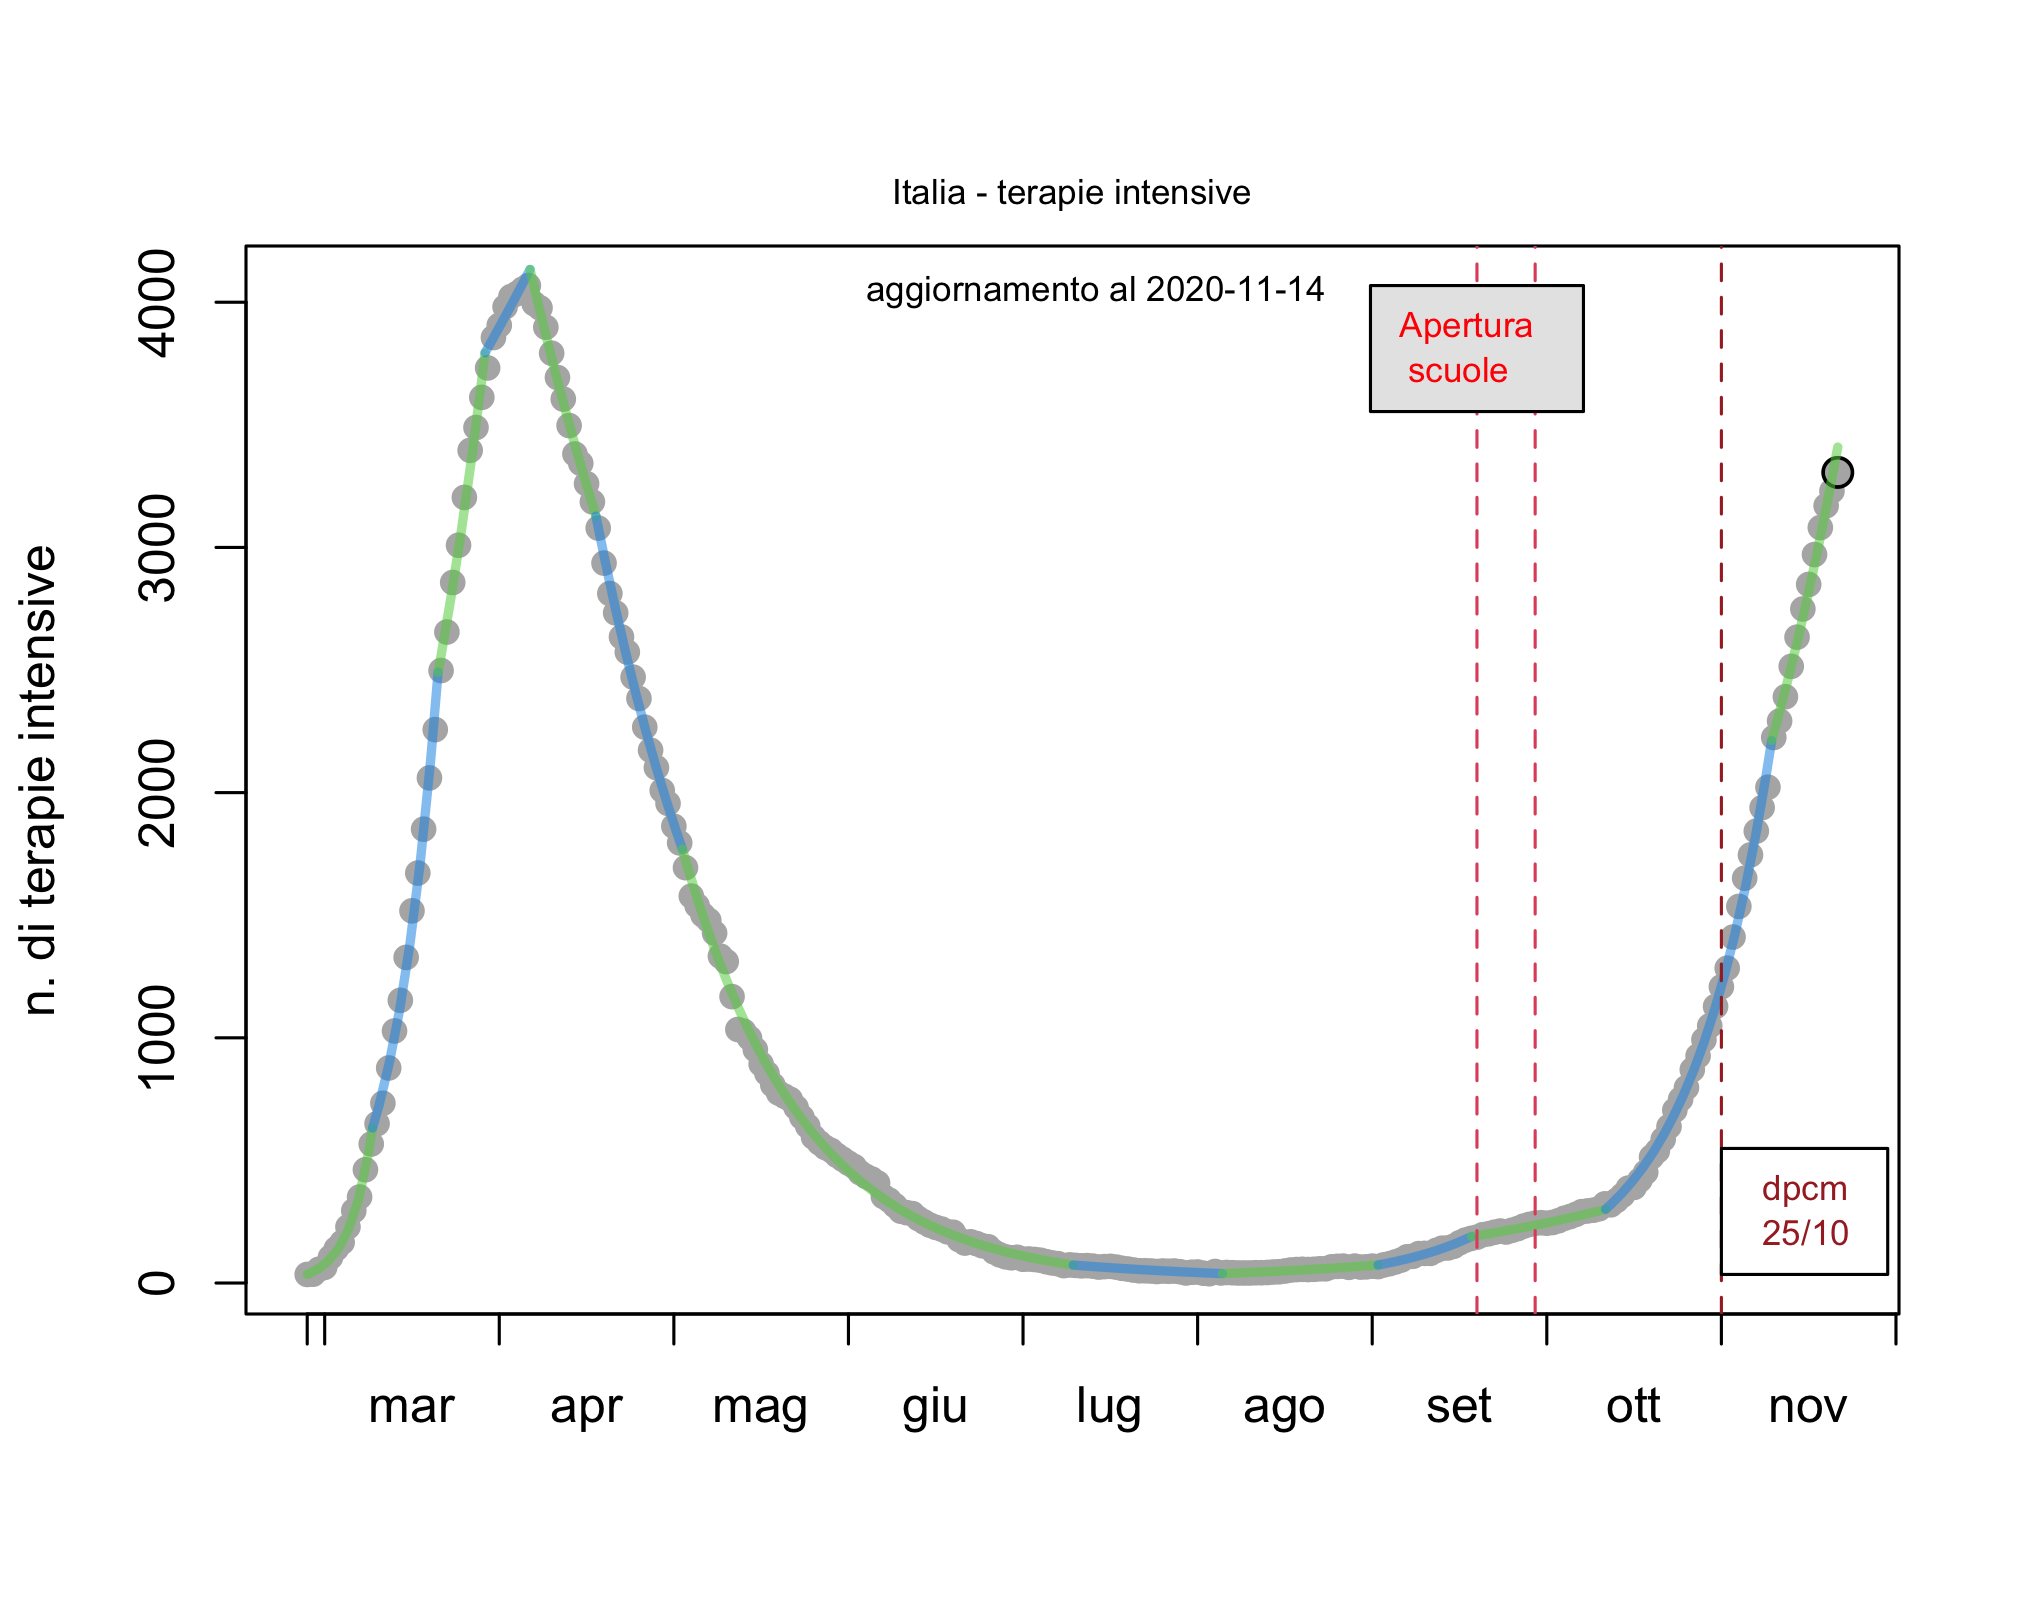 Italia - terapie intensive
aggiornamento al 2020-11-14
Apertura
scuole
n. di terapie intensive
4000
3000
2000
1000
0
dpcm
25/10
mar apr mag giu lug ago set ott nov